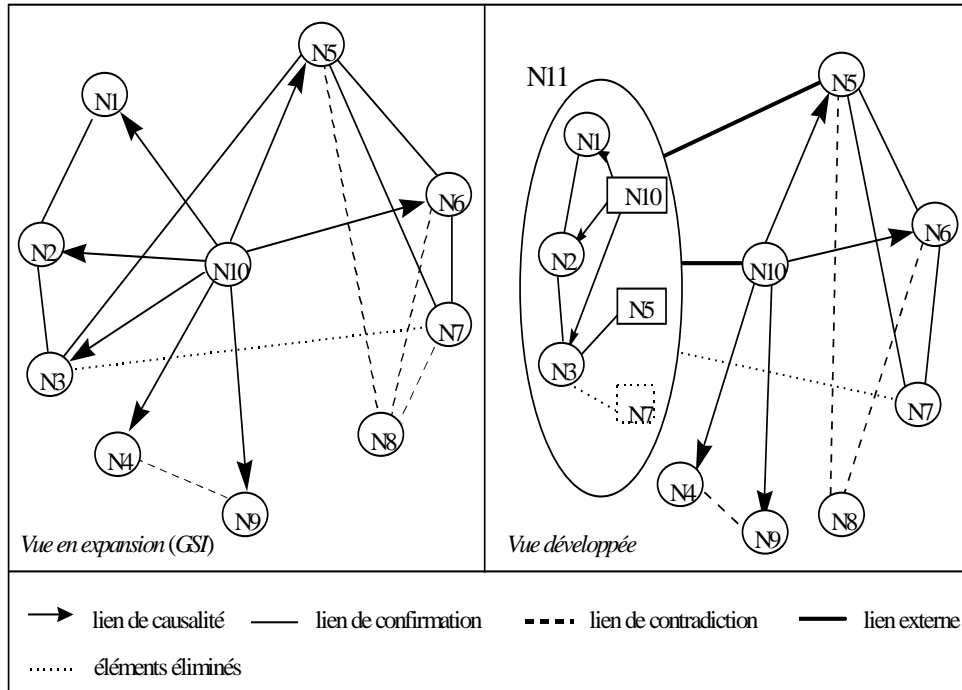 N5
N1
N6
N2
N10
N7
N3
N8
N4
N9
Vue en expansion (GSI)
N11
N5
N1
N10
N6
N2
N10
N5
N3
N7
N7
N4
N8
N9
Vue développée
lien de causalité
lien de confirmation
lien de contradiction
lien externe
éléments éliminés